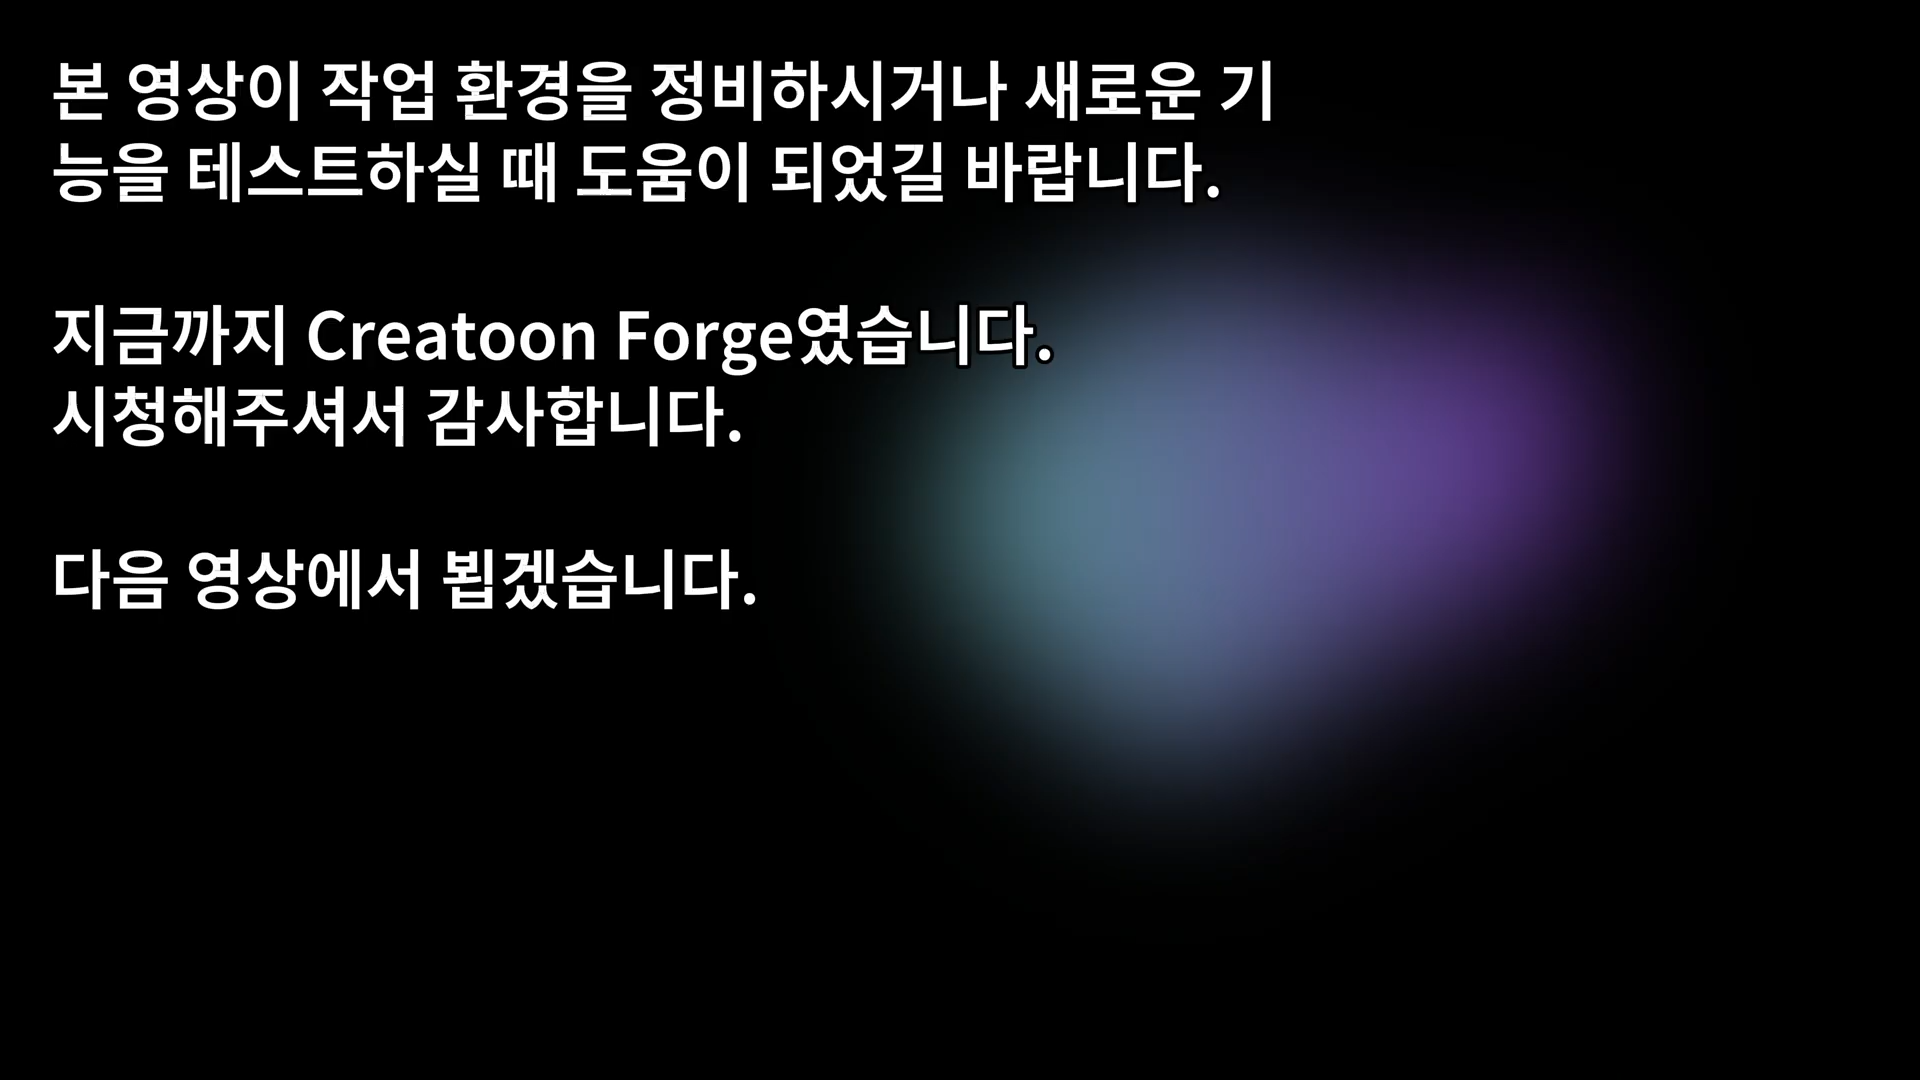 본 영상이 작업 환경을 정비하시거나 새로운 기
능을 테스트하실 때 도움이 되었길 바랍니다.
지금까지 Creatoon Forge였습니다.
시청해주셔서 감사합니다.
다음 영상에서 뵙겠습니다.